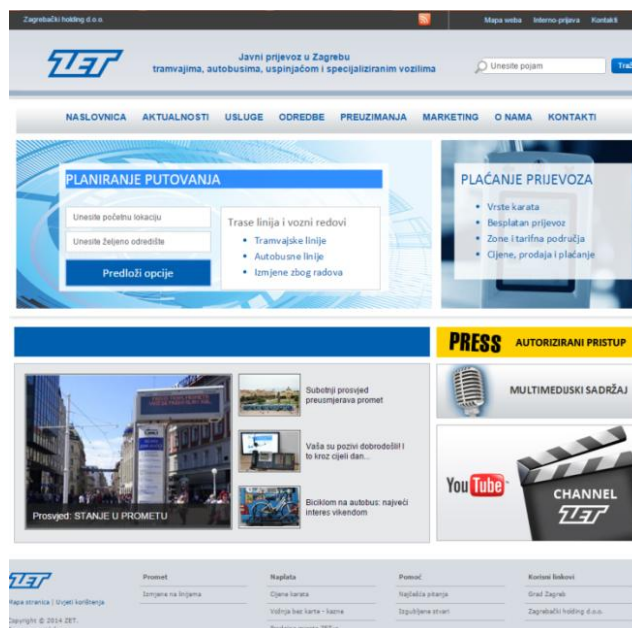 Zagrebački holding d.o.o.
Mapa weba Interno-prijava Kontakti
ZET
Javni prijevoz u Zagrebu
tramvajima, autobusima, uspinjačom i specijaliziranim vozilima
Unesite pojam
Traž
NASLOVNICA AKTUALNOSTI USLUGE ODREDBE PREUZIMANJA MARKETING O NAMA KONTAKTI
PLANIRANJE PUTOVANJA
Unesite početnu lokaciju
Unesite željeno odredište
Predloži opcije
Trase linija i vozni redovi
Tramvajske linije
Autobusne linije
Izmjene zbog radova
PLAĆANJE PRIJEVOZA
Vrste karata
Besplatan prijevoz
Zone i tarifna područja
Cijene, prodaja i plaćanje
PRESS AUTORIZIRANI PRISTUP
MULTIMEDIJSKI SADRŽAJ
You Tube
CHANNEL
ZET
Prosvjed: STANJE U PROMETU
Subotnji prosvjed
preusmjerava promet
Vaša su pozivi dobrodošli! I
to kroz cijeli dan...
Biciklom na autobus: najveći
interes vikendom
ZET
Mapa stranica | Uvjeti korištenja
Copyright © 2014 ZET.
Promet
Izmjene na linijama
Naplata
Cijene karata
Vožnja bez karte - kazne
Pomoć
Najčešća pitanja
Izgubljene stvari
Korisni linkovi
Grad Zagreb
Zagrebački holding d.o.o.